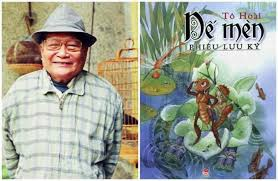 Tô Hoài
Dế mèn
PHIÊU LƯU KÝ